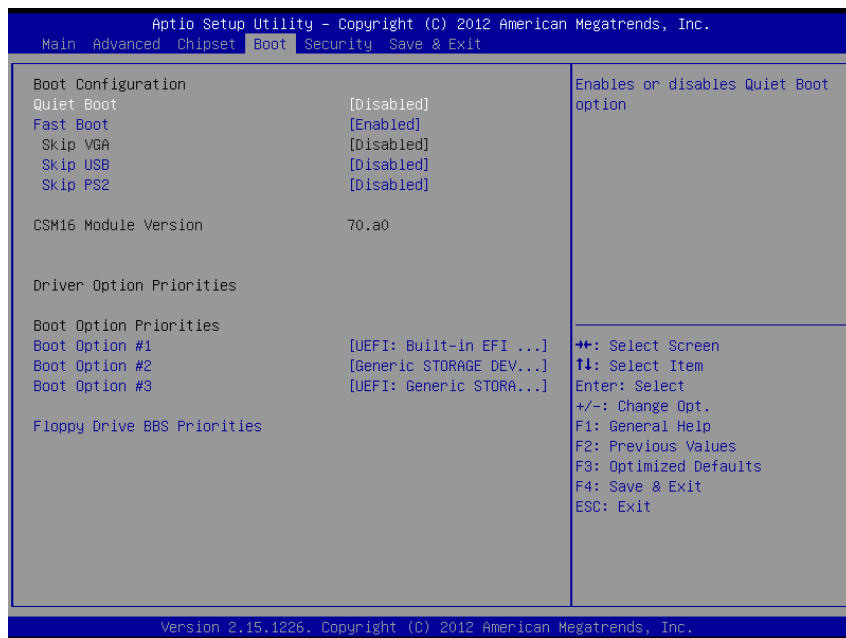 Aptio Setup Utility – Copyright (C) 2012 American Megatrends, Inc.
Main Advanced Chipset Boot Security Save & Exit
Boot Configuration
Quiet Boot [Disabled]
Fast Boot [Enabled]
Skip VGA [Disabled]
Skip USB [Disabled]
Skip PS2 [Disabled]
CSM16 Module Version 70.a0
Driver Option Priorities
Boot Option Priorities
Boot Option #1 [UEFI: Built-in EFI ...]
Boot Option #2 [Generic STORAGE DEV...]
Boot Option #3 [UEFI: Generic STORA...]
Floppy Drive BBS Priorities
Enables or disables Quiet Boot
option
→←: Select Screen
↑↓: Select Item
Enter: Select
+/-: Change Opt.
F1: General Help
F2: Previous Values
F3: Optimized Defaults
F4: Save & Exit
ESC: Exit
Version 2.15.1226. Copyright (C) 2012 American Megatrends, Inc.